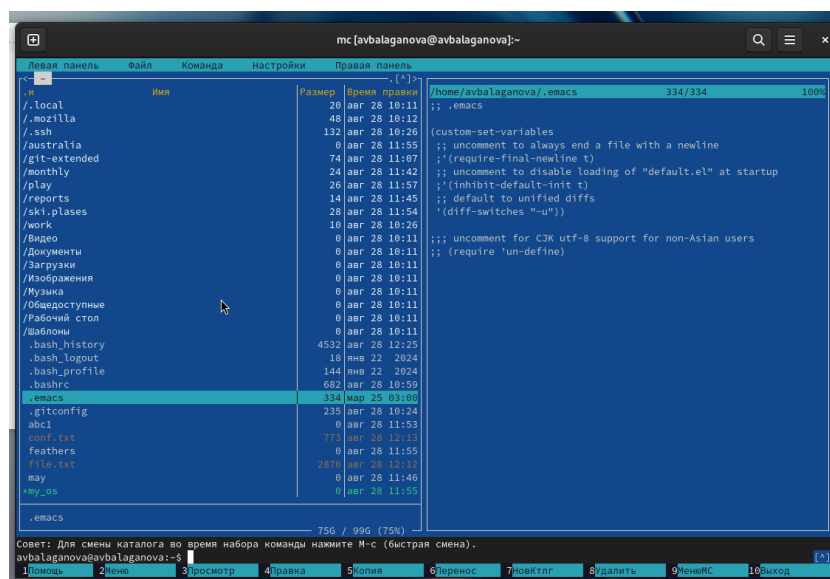 mc [avbalaganova@avbalaganova]:~
Левая панель Файл Команда Настройки Правая панель
<- ~ .[^]>
.и Имя Размер Время правки
/.local 20 авг 28 10:11
/.mozilla 48 авг 28 10:12
/.ssh 132 авг 28 10:26
/australia 0 авг 28 11:55
/git-extended 74 авг 28 11:07
/monthly 24 авг 28 11:42
/play 26 авг 28 11:57
/reports 14 авг 28 11:45
/ski.plases 28 авг 28 11:54
/work 10 авг 28 10:26
/Видео 0 авг 28 10:11
/Документы 0 авг 28 10:11
/Загрузки 0 авг 28 10:11
/Изображения 0 авг 28 10:11
/Музыка 0 авг 28 10:11
/Общедоступные 0 авг 28 10:11
/Рабочий стол 0 авг 28 10:11
/Шаблоны 0 авг 28 10:11
.bash_history 4532 авг 28 12:25
.bash_logout 18 янв 22 2024
.bash_profile 144 янв 22 2024
.bashrc 682 авг 28 10:59
.emacs 334 мар 25 03:00
.gitconfig 235 авг 28 10:24
abc1 0 авг 28 11:53
conf.txt 773 авг 28 12:13
feathers 0 авг 28 11:55
file.txt 2870 авг 28 12:12
may 0 авг 28 11:46
*my_os 0 авг 28 11:55
.emacs
75G / 99G (75%)
/home/avbalaganova/.emacs 334/334 100%
;; .emacs
(custom-set-variables
;; uncomment to always end a file with a newline
;'(require-final-newline t)
;; uncomment to disable loading of "default.el" at startup
;'(inhibit-default-init t)
;; default to unified diffs
'(diff-switches "-u"))
;;; uncomment for CJK utf-8 support for non-Asian users
;; (require 'un-define)
Совет: Для смены каталога во время набора команды нажмите M-c (быстрая смена).
avbalaganova@avbalaganova:~$ [^]
1Помощь 2Меню 3Просмотр 4Правка 5Копия 6Перенос 7НовКтлг 8Удалить 9МенюMC 10Выход